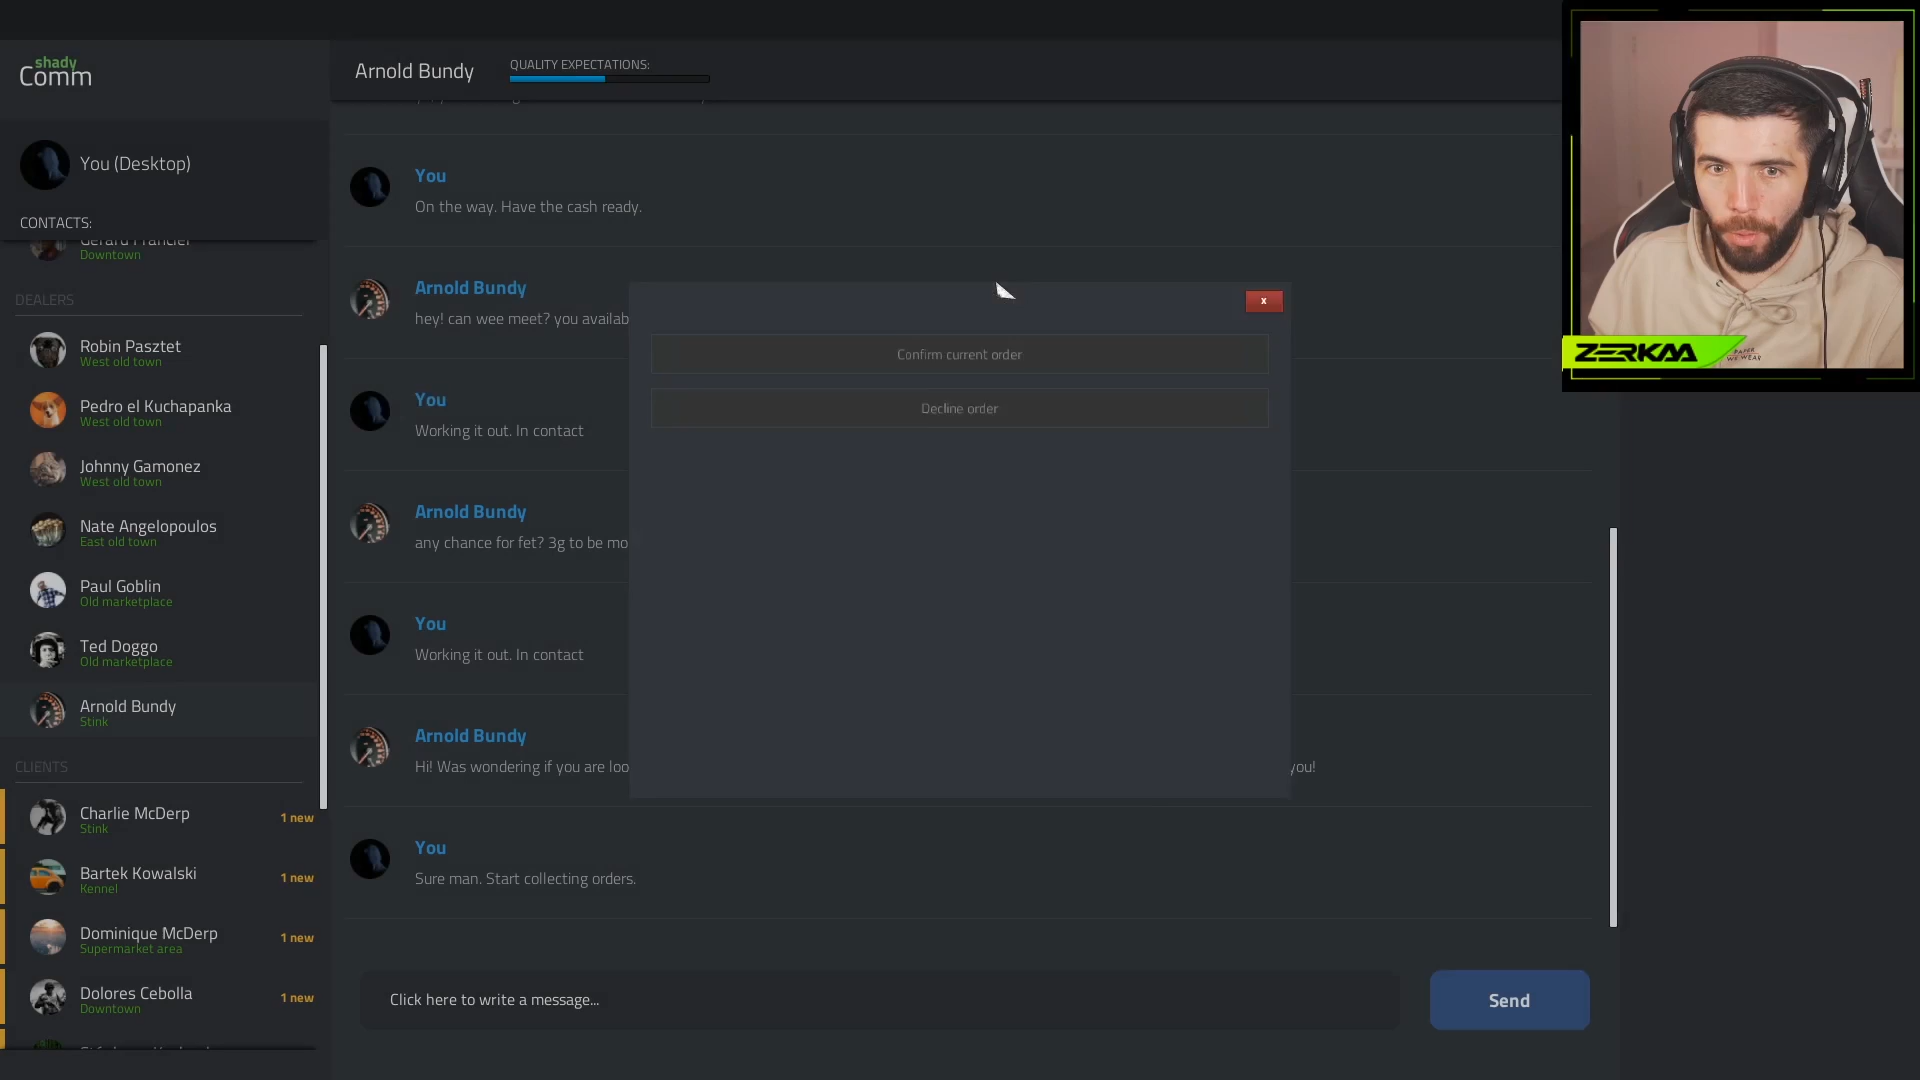 shady
Comm
You (Desktop)
CONTACTS:
Gerard Francier
Downtown
DEALERS
Robin Pasztet
West old town
Pedro el Kuchapanka
West old town
Johnny Gamonez
West old town
Nate Angelopoulos
East old town
Paul Goblin
Old marketplace
Ted Doggo
Old marketplace
Arnold Bundy
Stink
CLIENTS
Charlie McDerp
Stink
1 new
Bartek Kowalski
Kennel
1 new
Dominique McDerp
Supermarket area
1 new
Dolores Cebolla
Downtown
1 new
Arnold Bundy
QUALITY EXPECTATIONS:
You
On the way. Have the cash ready.
Arnold Bundy
hey! can wee meet? you availab
You
Working it out. In contact
Arnold Bundy
any chance for fet? 3g to be mo
You
Working it out. In contact
Arnold Bundy
Hi! Was wondering if you are loo
you!
You
Sure man. Start collecting orders.
x
Confirm current order
Decline order
Click here to write a message...
Send
ZERKAA
PAPER
WE WEAR